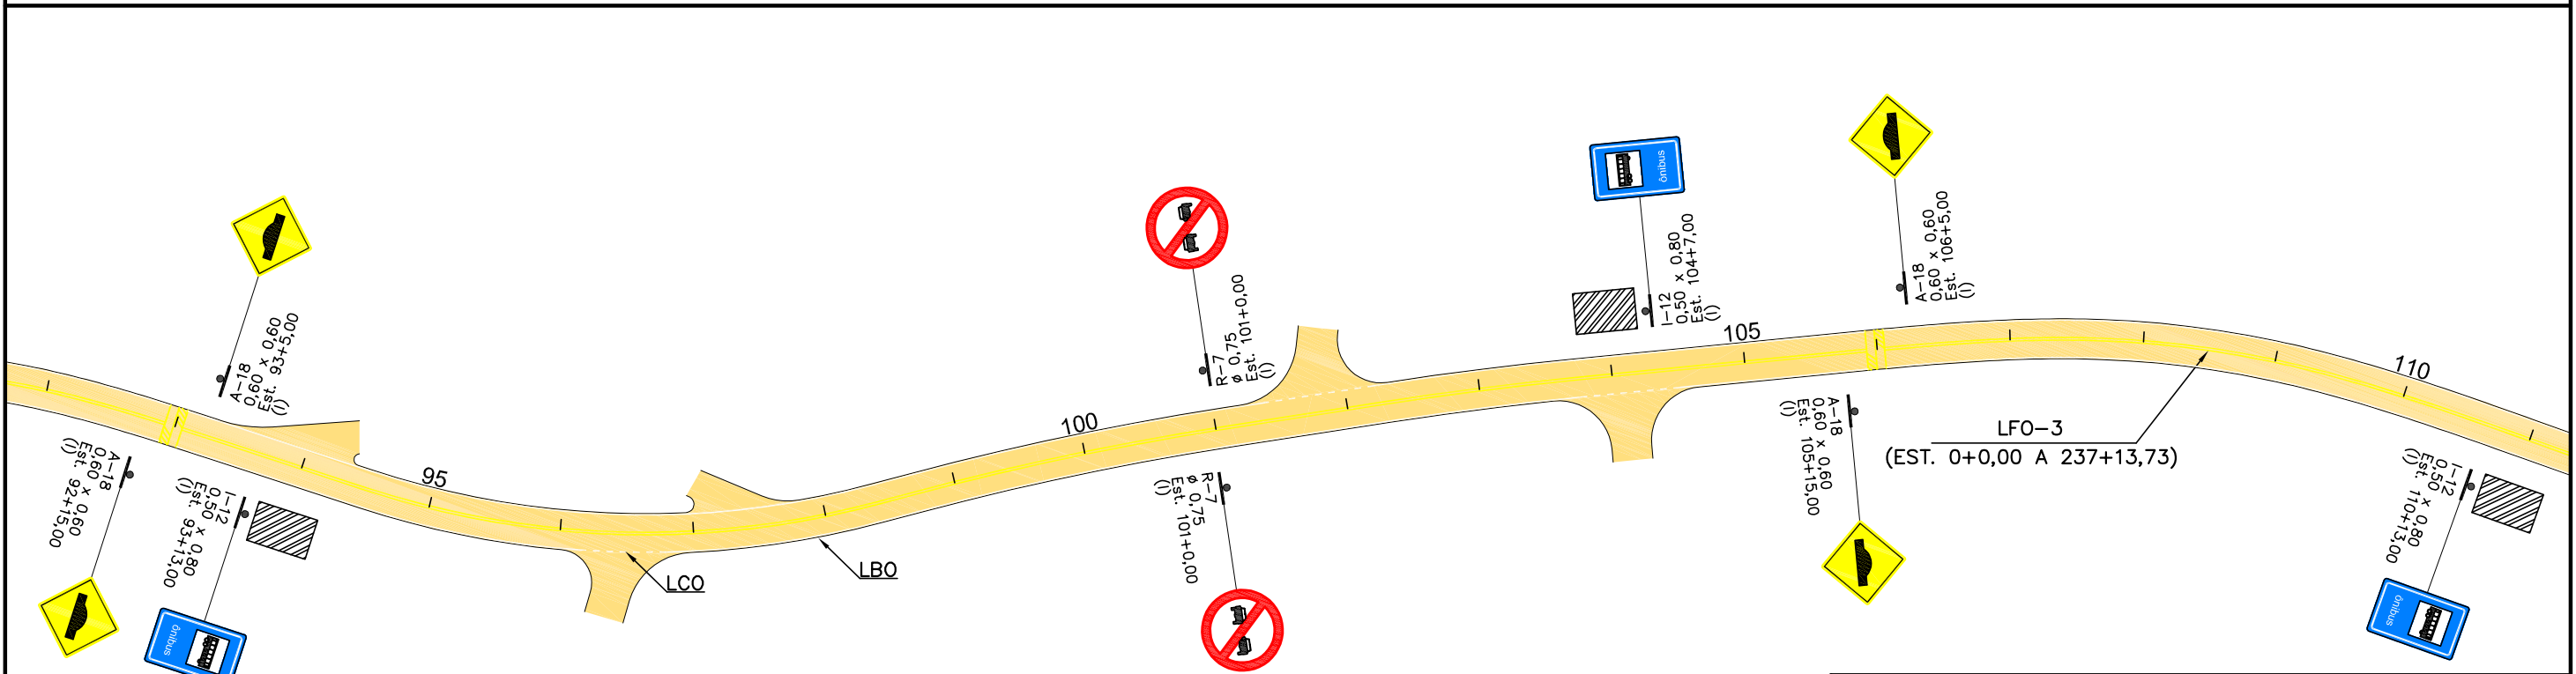 A-18
0,60 x 0,60
Est. 93+5,00
(I)
A-18
0,60 x 0,60
Est. 92+15,00
(I)
I-12
0,50 x 0,80
Est. 93+13,00
(I)
ônibus
95
LCO
LBO
100
R-7
ø 0,75
Est. 101+0,00
(I)
R-7
ø 0,75
Est. 101+0,00
(I)
ônibus
I-12
0,50 x 0,80
Est. 104+7,00
(I)
105
A-18
0,60 x 0,60
Est. 106+5,00
(I)
A-18
0,60 x 0,60
Est. 105+15,00
(I)
LFO-3
(EST. 0+0,00 A 237+13,73)
110
I-12
0,50 x 0,80
Est. 110+13,00
(I)
ônibus